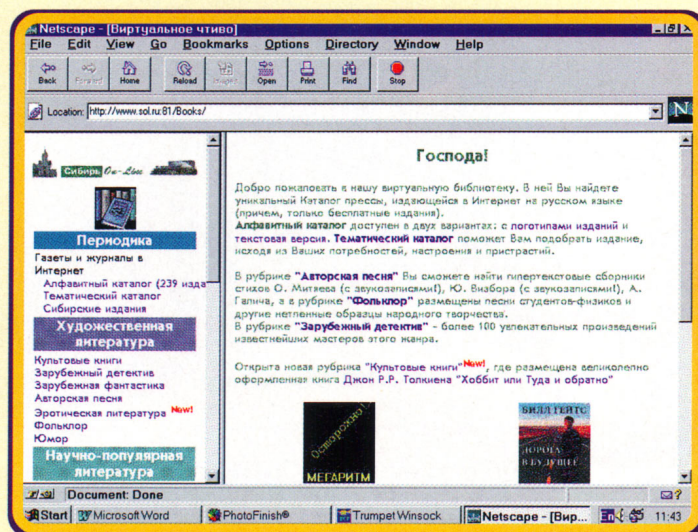 Netscape - [Виртуальное чтиво]
File Edit View Go Bookmarks Options Directory Window Help
Back Forward Home Reload Images Open Print Find Stop
Location: http://www.sol.ru:81/Books/
N
Сибирь On-Line
Периодика
Газеты и журналы в
Интернет
Алфавитный каталог (239 изда
Тематический каталог
Сибирские издания
Художественная
литература
Культовые книги
Зарубежный детектив
Зарубежная фантастика
Авторская песня
Эротическая литература New!
Фольклор
Юмор
Научно-популярная
литература
Господа!
Добро пожаловать в нашу виртуальную библиотеку. В ней Вы найдете
уникальный Каталог прессы, издающейся в Интернет на русском языке
(причем, только бесплатные издания).
Алфавитный каталог доступен в двух вариантах: с логотипами изданий и
текстовая версия. Тематический каталог поможет Вам подобрать издание,
исходя из Ваших потребностей, настроения и пристрастий.
В рубрике "Авторская песня" Вы сможете найти гипертекстовые сборники
стихов О. Митяева (с звукозаписями!), Ю. Визбора (с звукозаписями!), А.
Галича, а в рубрике "Фольклор" размещены песни студентов-физиков и
другие нетленные образцы народного творчества.
В рубрике "Зарубежный детектив" - более 100 увлекательных произведений
известнейших мастеров этого жанра.
Открыта новая рубрика "Культовые книги" New!, где размещена великолепно
оформленная книга Джон Р.Р. Толкиена "Хоббит или Туда и обратно"
Осторожно!
МЕГАРИТМ
БИЛЛ ГЕЙТС
ДОРОГА
В БУДУЩЕЕ
Document: Done
Start Microsoft Word PhotoFinish® Trumpet Winsock Netscape - [Вир... En 11:43